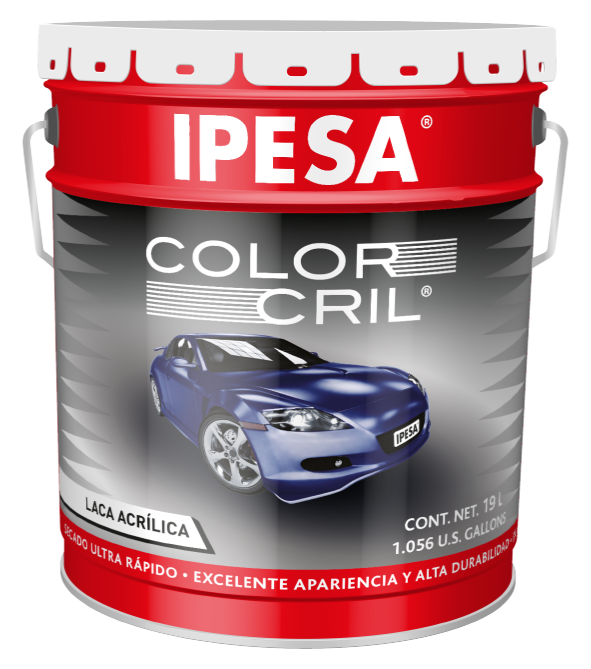 IPESA®
COLOR
CRIL®
IPESA
LACA ACRÍLICA
CONT. NET. 19 L
1.056 U.S. GALLONS
SECADO ULTRA RÁPIDO • EXCELENTE APARIENCIA Y ALTA DURABILIDAD •